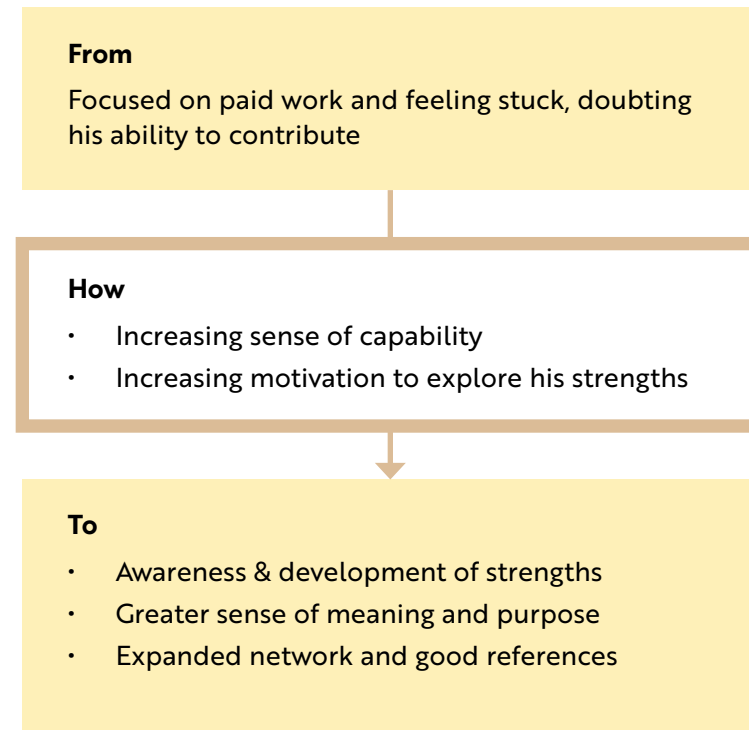 From
Focused on paid work and feeling stuck, doubting
his ability to contribute
How
• Increasing sense of capability
• Increasing motivation to explore his strengths
To
• Awareness & development of strengths
• Greater sense of meaning and purpose
• Expanded network and good references